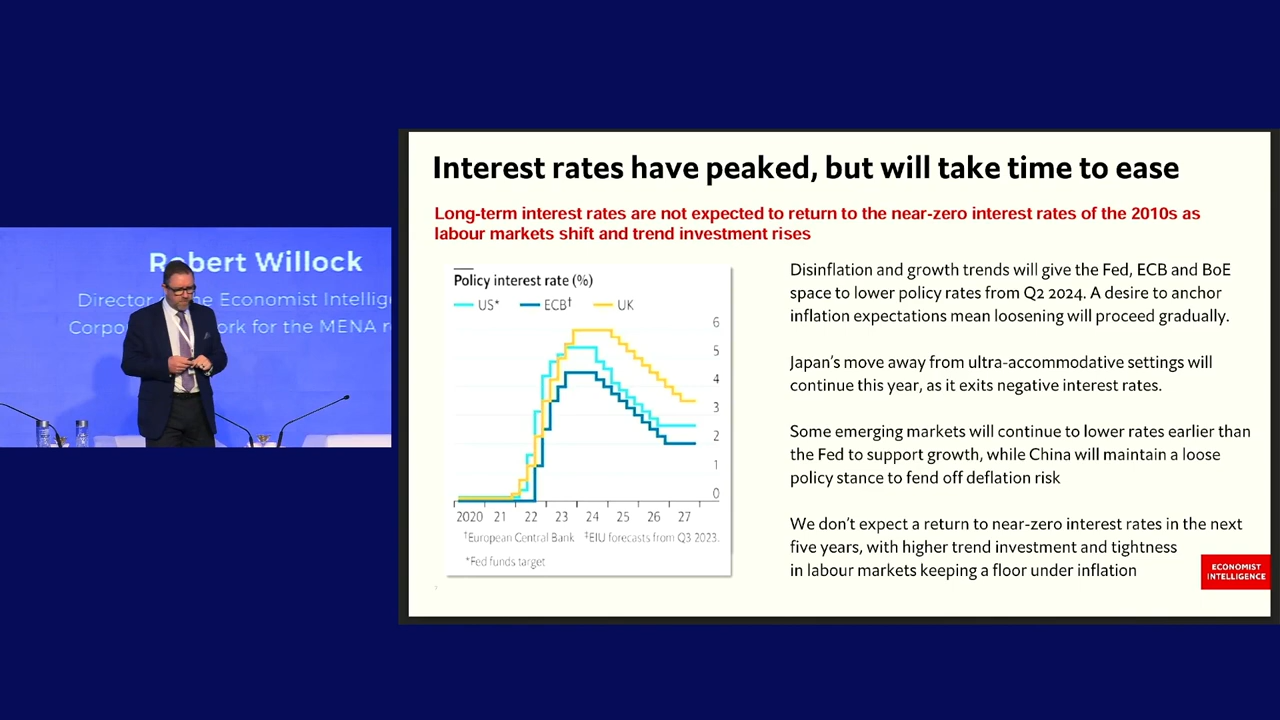 Robert Willock
Director The Economist Intellig
for the MENA r
Interest rates have peaked, but will take time to ease
Long-term interest rates are not expected to return to the near-zero interest rates of the 2010s as
labour markets shift and trend investment rises
Policy interest rate (%)
US* ECB† UK
6
5
4
3
2
1
0
2020 21 22 23 24 25 26 27
†European Central Bank ‡EIU forecasts from Q3 2023.
*Fed funds target
Disinflation and growth trends will give the Fed, ECB and BoE
space to lower policy rates from Q2 2024. A desire to anchor
inflation expectations mean loosening will proceed gradually.
Japan's move away from ultra-accommodative settings will
continue this year, as it exits negative interest rates.
Some emerging markets will continue to lower rates earlier than
the Fed to support growth, while China will maintain a loose
policy stance to fend off deflation risk
We don't expect a return to near-zero interest rates in the next
five years, with higher trend investment and tightness
in labour markets keeping a floor under inflation
ECONOMIST
INTELLIGENCE